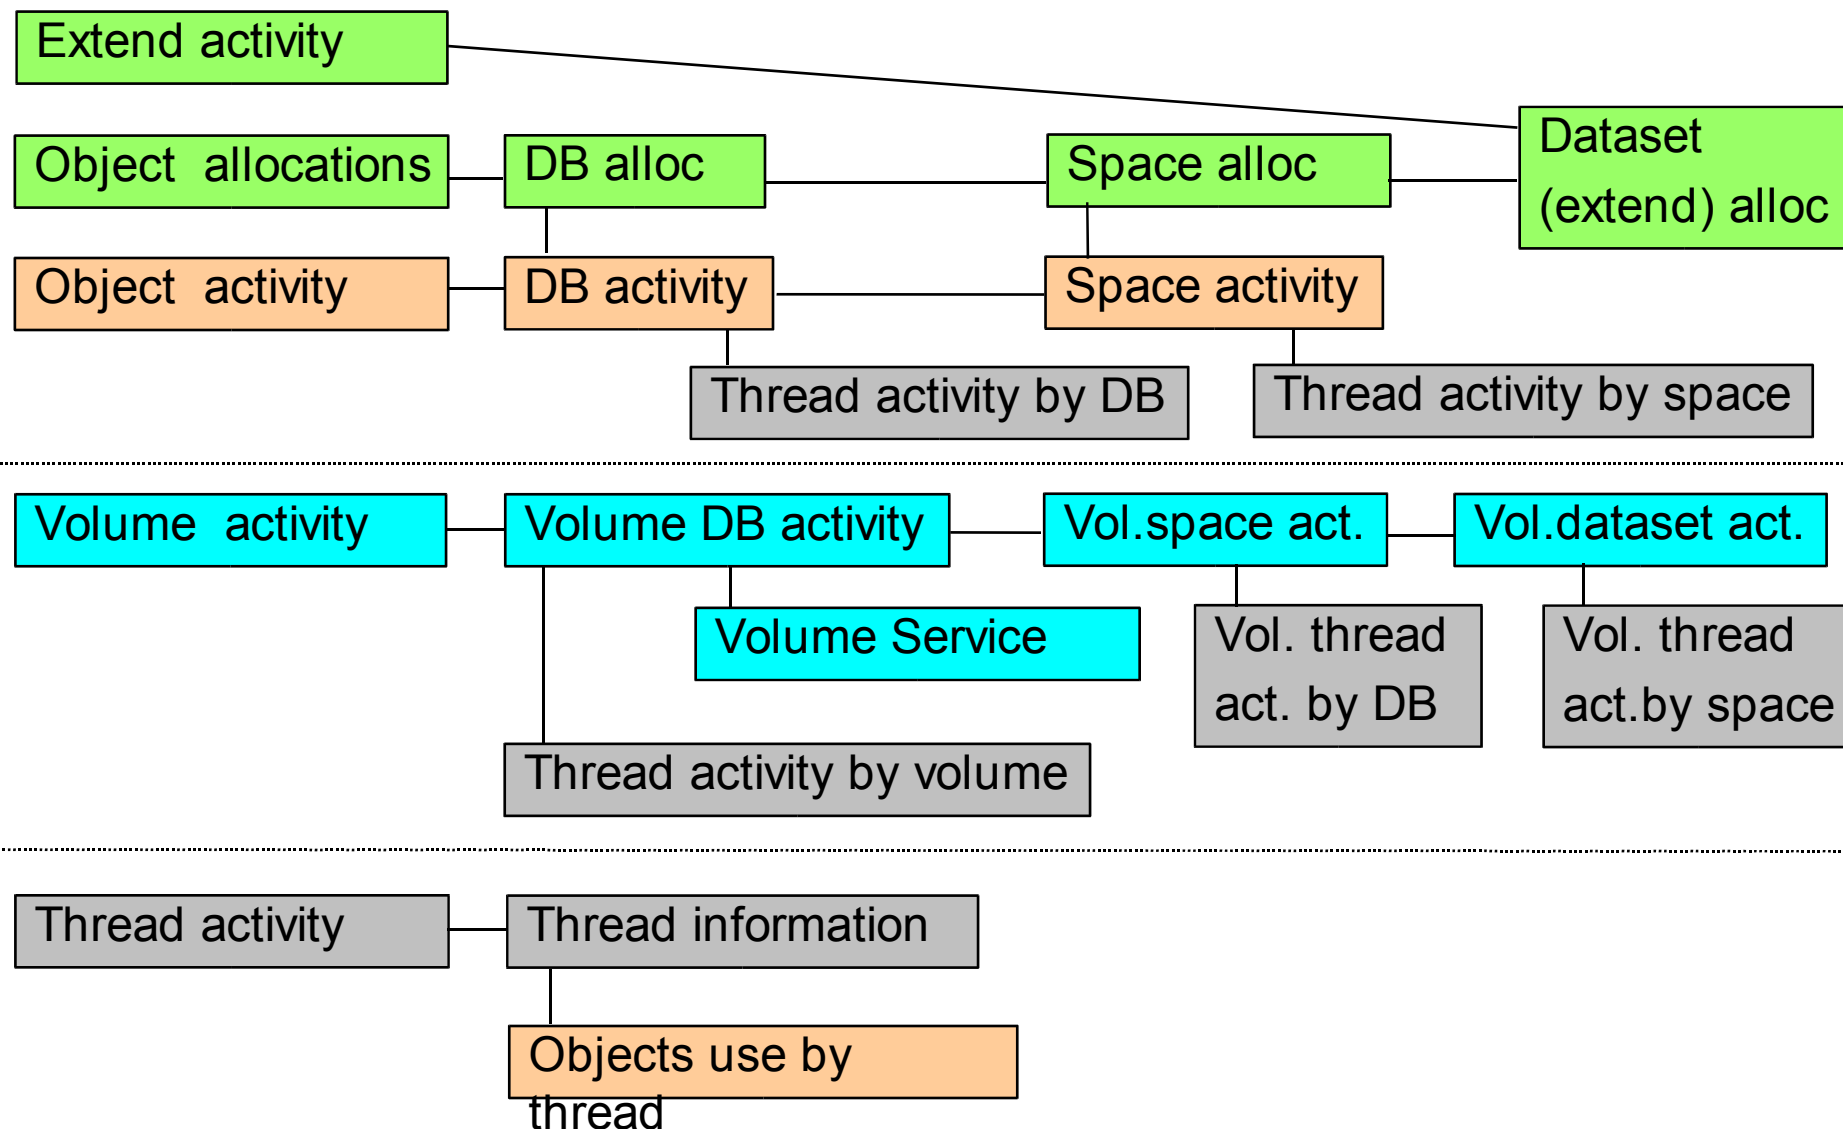 Extend activity
Object allocations
DB alloc
Space alloc
Dataset
(extend) alloc
Object activity
DB activity
Space activity
Thread activity by DB
Thread activity by space
Volume activity
Volume DB activity
Vol.space act.
Vol.dataset act.
Volume Service
Vol. thread
act. by DB
Vol. thread
act.by space
Thread activity by volume
Thread activity
Thread information
Objects use by
thread